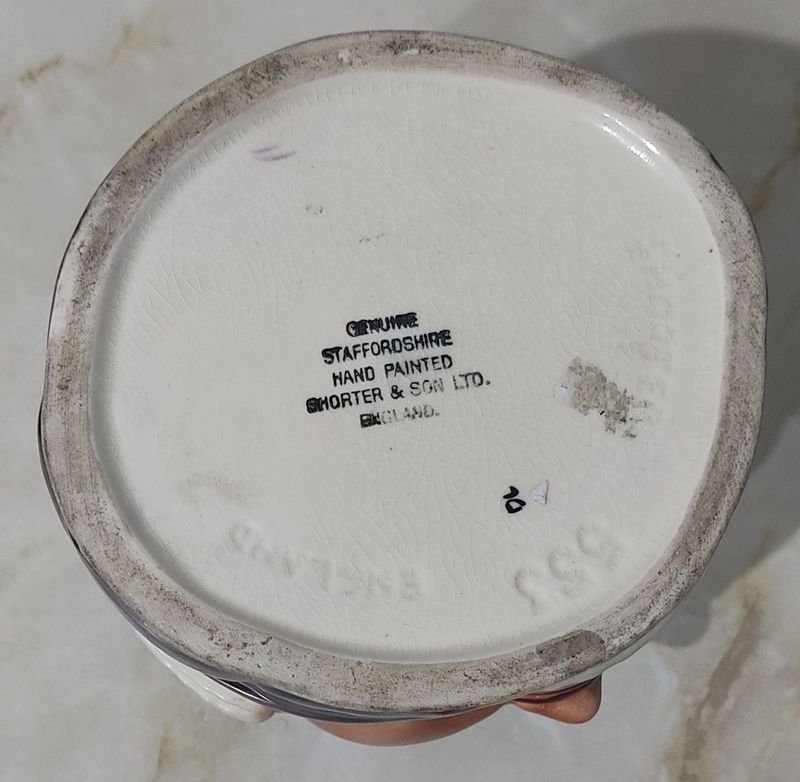 GENUINE
STAFFORDSHIRE
HAND PAINTED
SHORTER & SON LTD.
ENGLAND.
ENGLAND